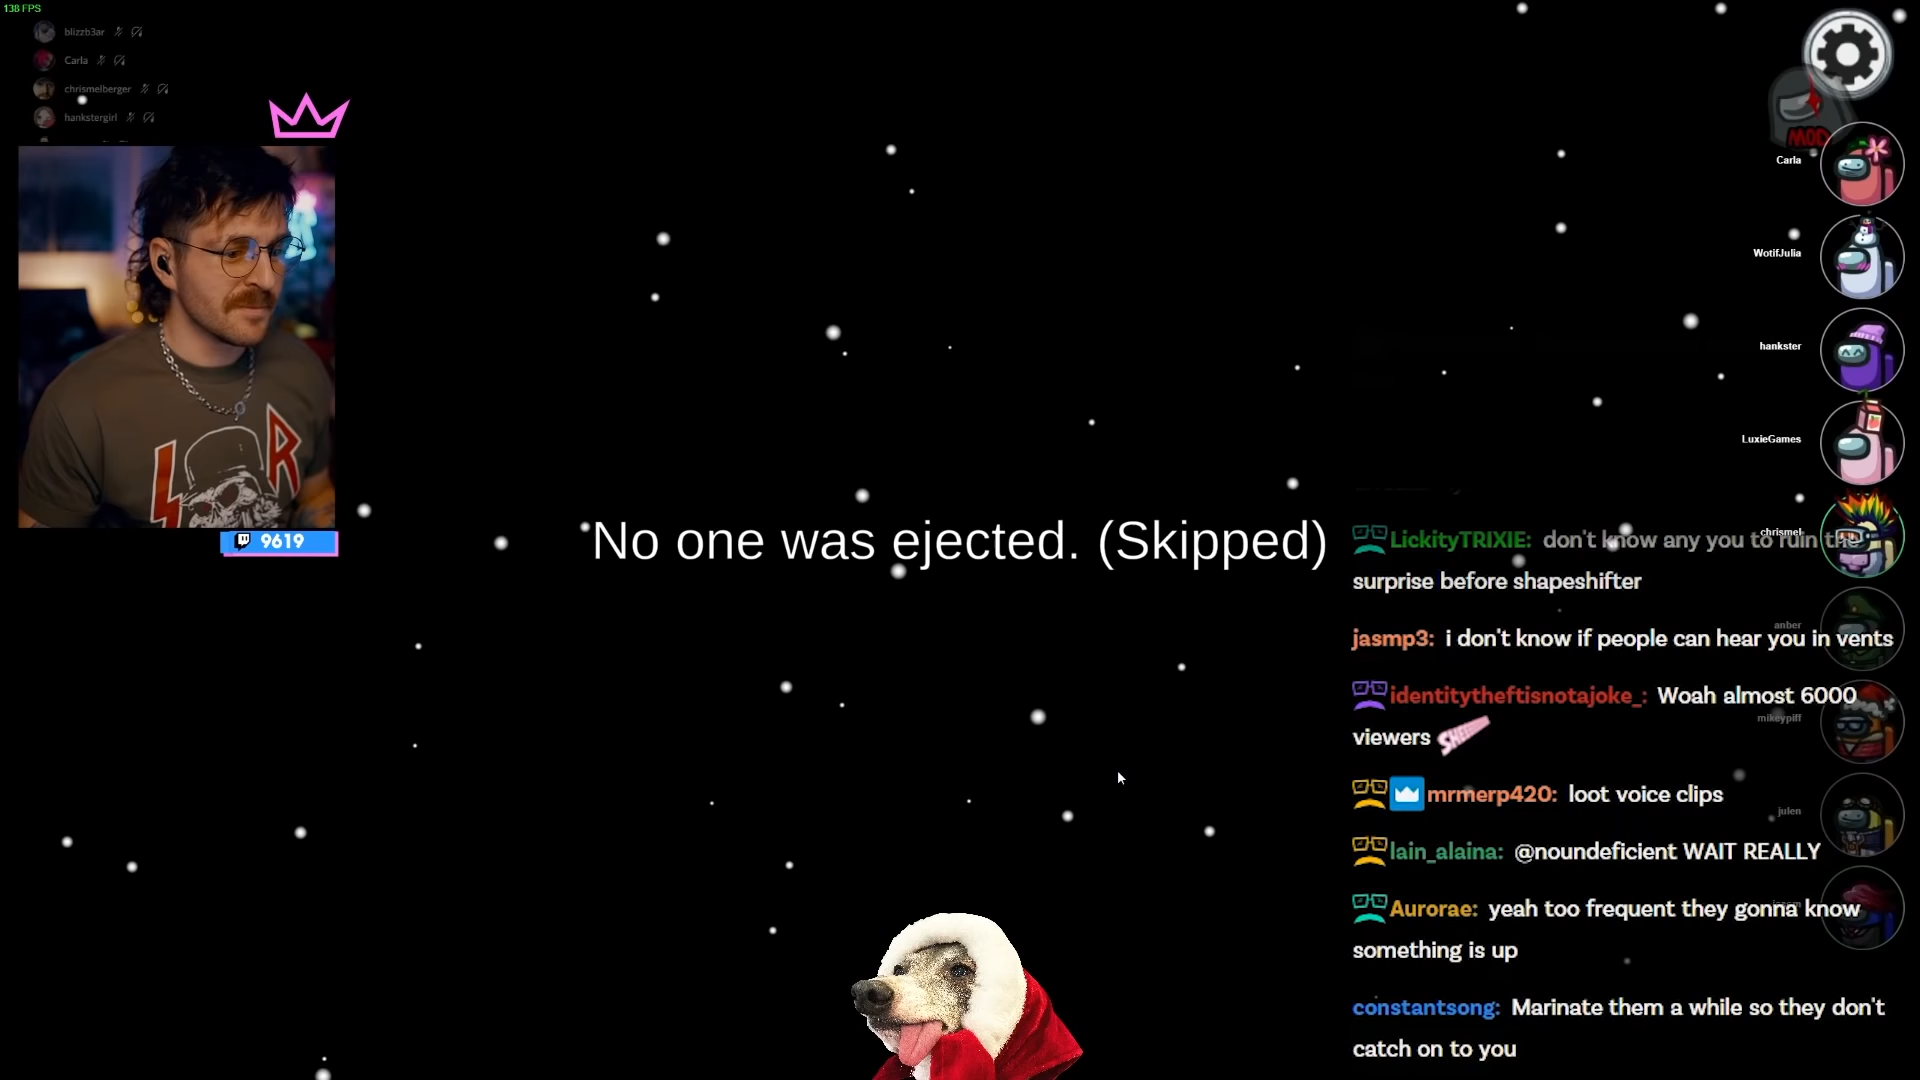 138 FPS
blizzb3ar
Carla
chrismelberger
hankstergirl
MOD
Carla
WotifJulia
hankster
LuxieGames
R
9619
No one was ejected. (Skipped)
chrismel
LickityTRIXIE: don't know any you to ruin the
surprise before shapeshifter
anber
jasmp3: i don't know if people can hear you in vents
identitytheftisnotajoke_: Woah almost 6000
viewers
mikeypiff
mrmerp420: loot voice clips
julen
lain_alaina: @noundeficient WAIT REALLY
Aurorae: yeah too frequent they gonna know
something is up
constantsong: Marinate them a while so they don't
catch on to you